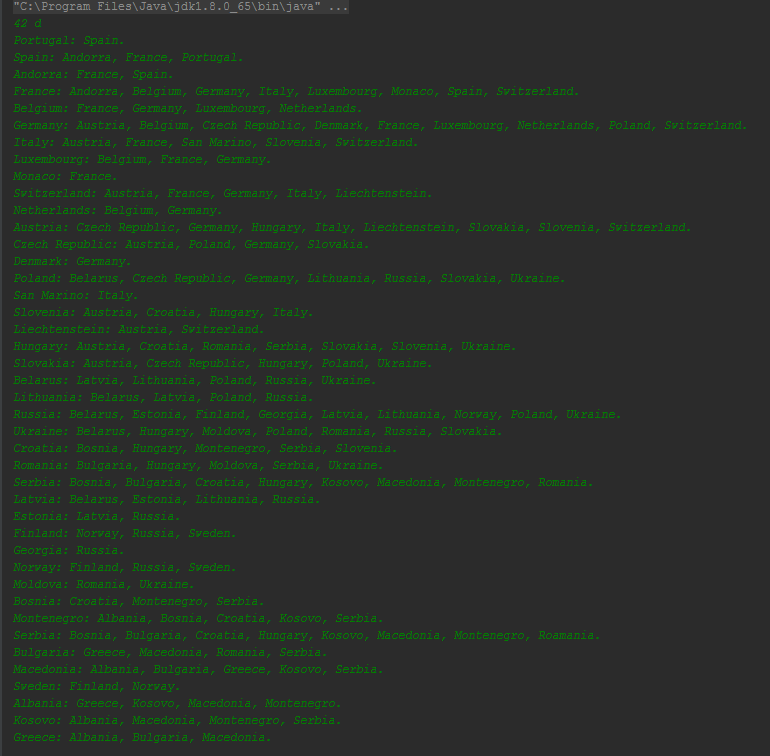 "C:\Program Files\Java\jdk1.8.0_65\bin\java" ...
42 d
Portugal: Spain.
Spain: Andorra, France, Portugal.
Andorra: France, Spain.
France: Andorra, Belgium, Germany, Italy, Luxembourg, Monaco, Spain, Switzerland.
Belgium: France, Germany, Luxembourg, Netherlands.
Germany: Austria, Belgium, Czech Republic, Denmark, France, Luxembourg, Netherlands, Poland, Switzerland.
Italy: Austria, France, San Marino, Slovenia, Switzerland.
Luxembourg: Belgium, France, Germany.
Monaco: France.
Switzerland: Austria, France, Germany, Italy, Liechtenstein.
Netherlands: Belgium, Germany.
Austria: Czech Republic, Germany, Hungary, Italy, Liechtenstein, Slovakia, Slovenia, Switzerland.
Czech Republic: Austria, Poland, Germany, Slovakia.
Denmark: Germany.
Poland: Belarus, Czech Republic, Germany, Lithuania, Russia, Slovakia, Ukraine.
San Marino: Italy.
Slovenia: Austria, Croatia, Hungary, Italy.
Liechtenstein: Austria, Switzerland.
Hungary: Austria, Croatia, Romania, Serbia, Slovakia, Slovenia, Ukraine.
Slovakia: Austria, Czech Republic, Hungary, Poland, Ukraine.
Belarus: Latvia, Lithuania, Poland, Russia, Ukraine.
Lithuania: Belarus, Latvia, Poland, Russia.
Russia: Belarus, Estonia, Finland, Georgia, Latvia, Lithuania, Norway, Poland, Ukraine.
Ukraine: Belarus, Hungary, Moldova, Poland, Romania, Russia, Slovakia.
Croatia: Bosnia, Hungary, Montenegro, Serbia, Slovenia.
Romania: Bulgaria, Hungary, Moldova, Serbia, Ukraine.
Serbia: Bosnia, Bulgaria, Croatia, Hungary, Kosovo, Macedonia, Montenegro, Romania.
Latvia: Belarus, Estonia, Lithuania, Russia.
Estonia: Latvia, Russia.
Finland: Norway, Russia, Sweden.
Georgia: Russia.
Norway: Finland, Russia, Sweden.
Moldova: Romania, Ukraine.
Bosnia: Croatia, Montenegro, Serbia.
Montenegro: Albania, Bosnia, Croatia, Kosovo, Serbia.
Serbia: Bosnia, Bulgaria, Croatia, Hungary, Kosovo, Macedonia, Montenegro, Roamania.
Bulgaria: Greece, Macedonia, Romania, Serbia.
Macedonia: Albania, Bulgaria, Greece, Kosovo, Serbia.
Sweden: Finland, Norway.
Albania: Greece, Kosovo, Macedonia, Montenegro.
Kosovo: Albania, Macedonia, Montenegro, Serbia.
Greece: Albania, Bulgaria, Macedonia.